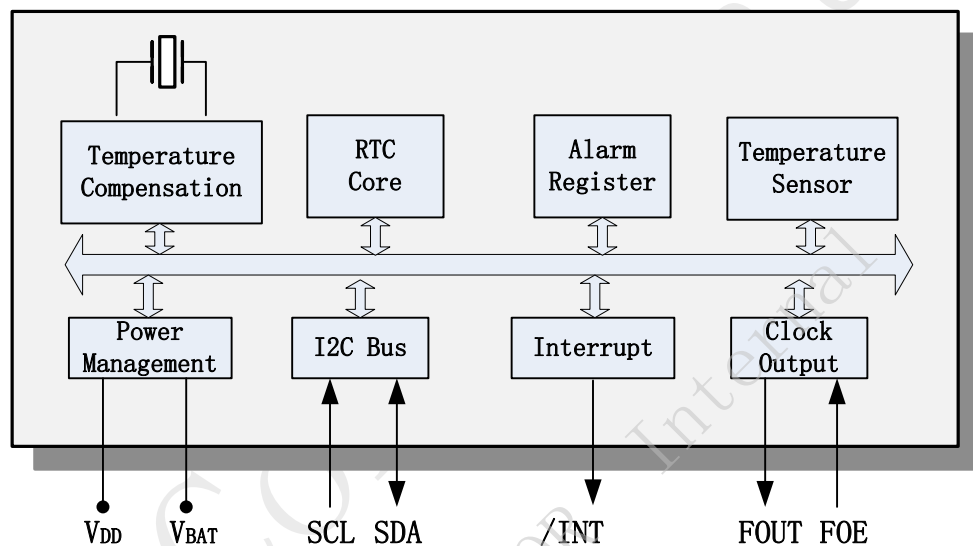 Temperature
Compensation
RTC
Core
Alarm
Register
Temperature
Sensor
Power
Management
I2C Bus
Interrupt
Clock
Output
VDD
VBAT
SCL
SDA
/INT
FOUT
FOE
Internal